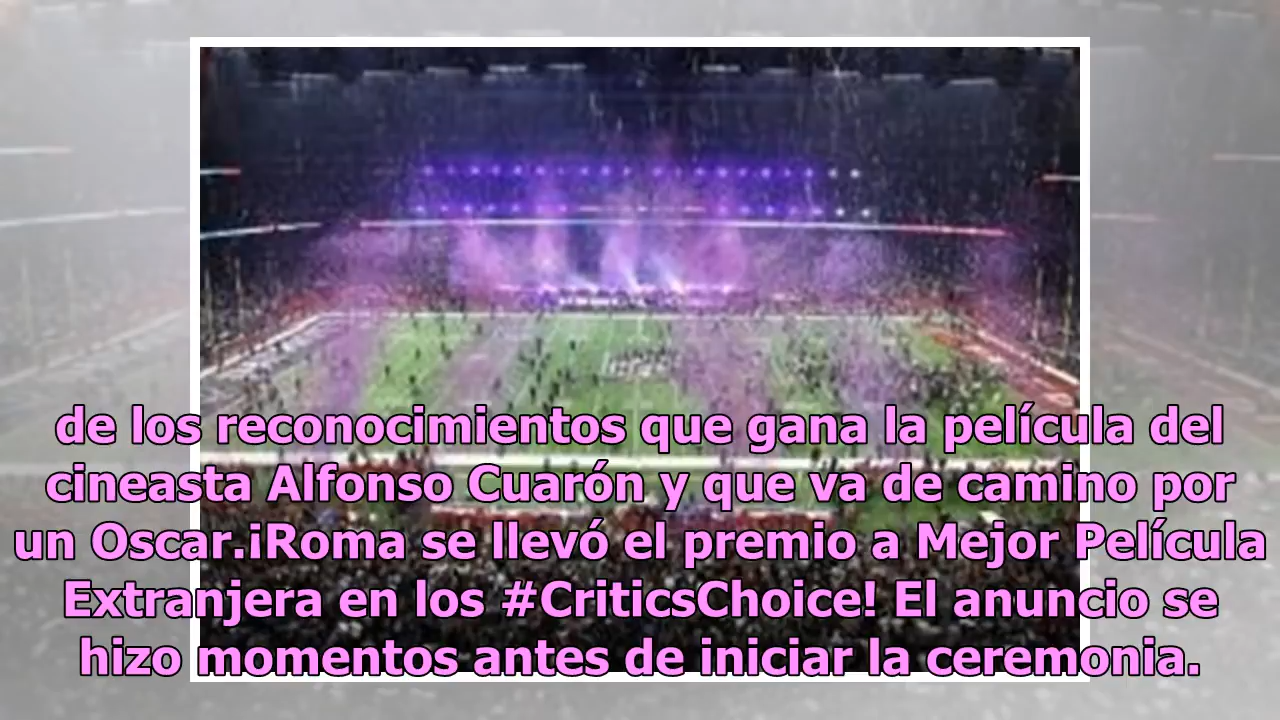 de los reconocimientos que gana la película del
cineasta Alfonso Cuarón y que va de camino por
un Oscar.¡Roma se llevó el premio a Mejor Película
Extranjera en los #CriticsChoice! El anuncio se
hizo momentos antes de iniciar la ceremonia.